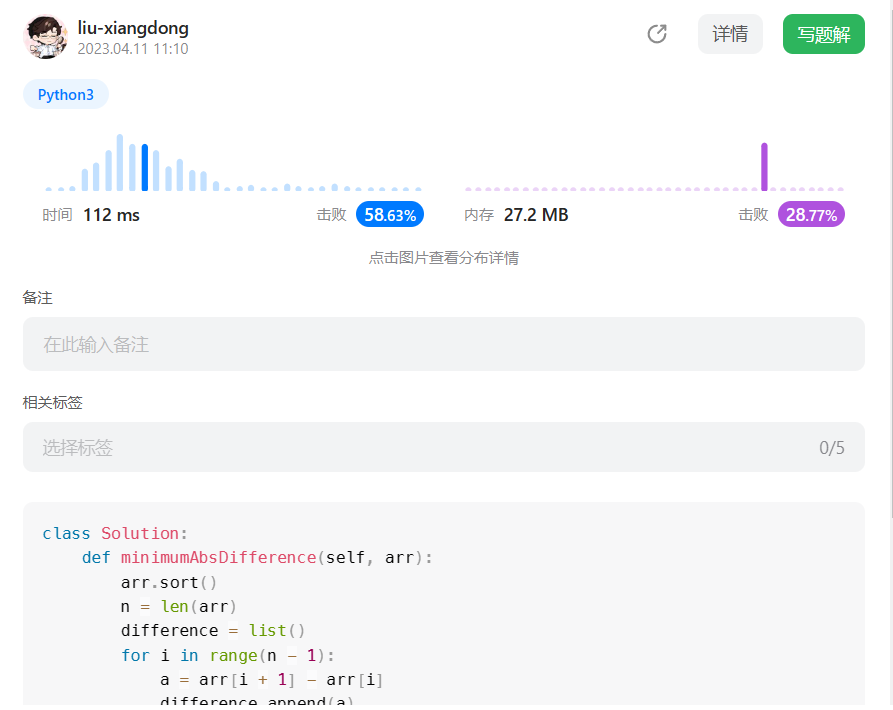 liu-xiangdong
2023.04.11 11:10
详情
写题解
Python3
时间 112 ms 击败 58.63%
内存 27.2 MB 击败 28.77%
点击图片查看分布详情
备注
在此输入备注
相关标签
选择标签 0/5
class Solution:
    def minimumAbsDifference(self, arr):
        arr.sort()
        n = len(arr)
        difference = list()
        for i in range(n - 1):
            a = arr[i + 1] - arr[i]
            difference.append(a)